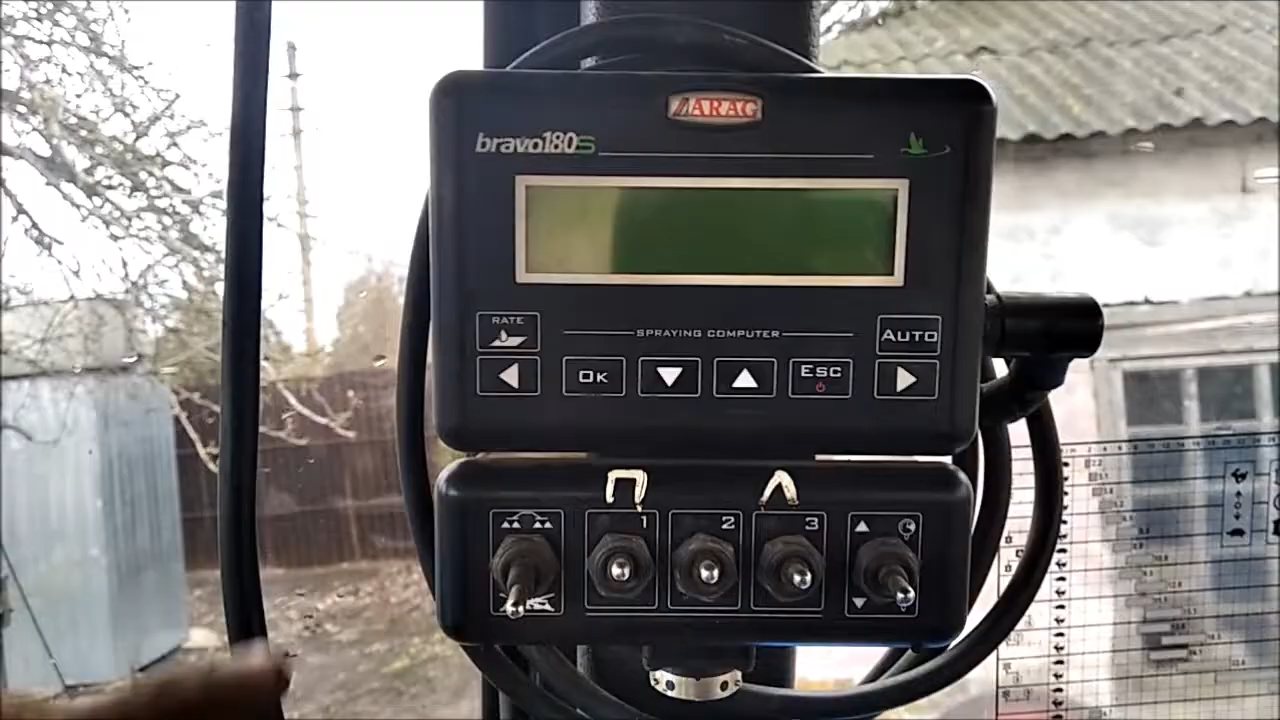 ARAG
bravo180S
RATE
SPRAYING COMPUTER
AUTO
OK
ESC
П
Л
1
2
3